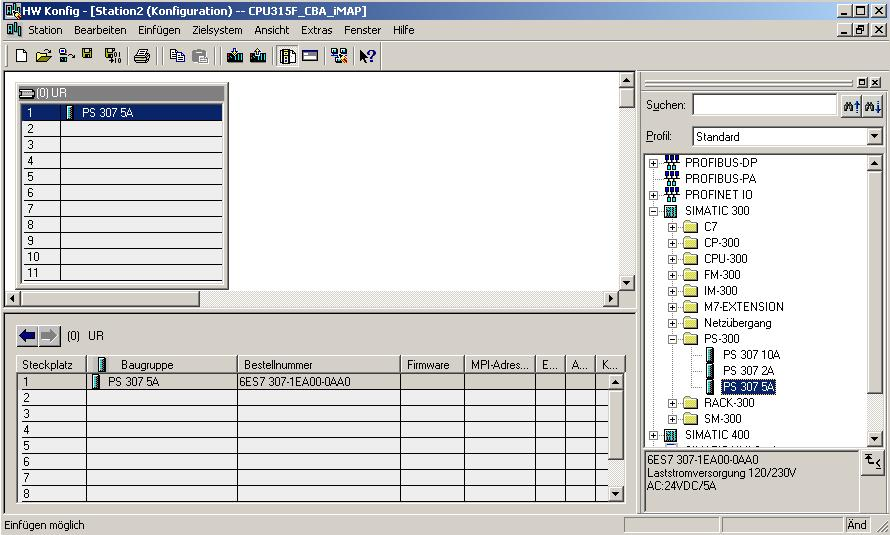 HW Konfig - [Station2 (Konfiguration) -- CPU315F_CBA_iMAP]
Station Bearbeiten Einfügen Zielsystem Ansicht Extras Fenster Hilfe
(0) UR
1 PS 307 5A
2
3
4
5
6
7
8
9
10
11
Suchen:
Profil: Standard
PROFIBUS-DP
PROFIBUS-PA
PROFINET IO
SIMATIC 300
C7
CP-300
CPU-300
FM-300
IM-300
M7-EXTENSION
Netzübergang
PS-300
PS 307 10A
PS 307 2A
PS 307 5A
RACK-300
SM-300
SIMATIC 400
6ES7 307-1EA00-0AA0
Laststromversorgung 120/230V
AC:24VDC/5A
(0) UR
Steckplatz Baugruppe Bestellnummer Firmware MPI-Adres... E... A... K...
1 PS 307 5A 6ES7 307-1EA00-0AA0
2
3
4
5
6
7
8
Einfügen möglich
Änd